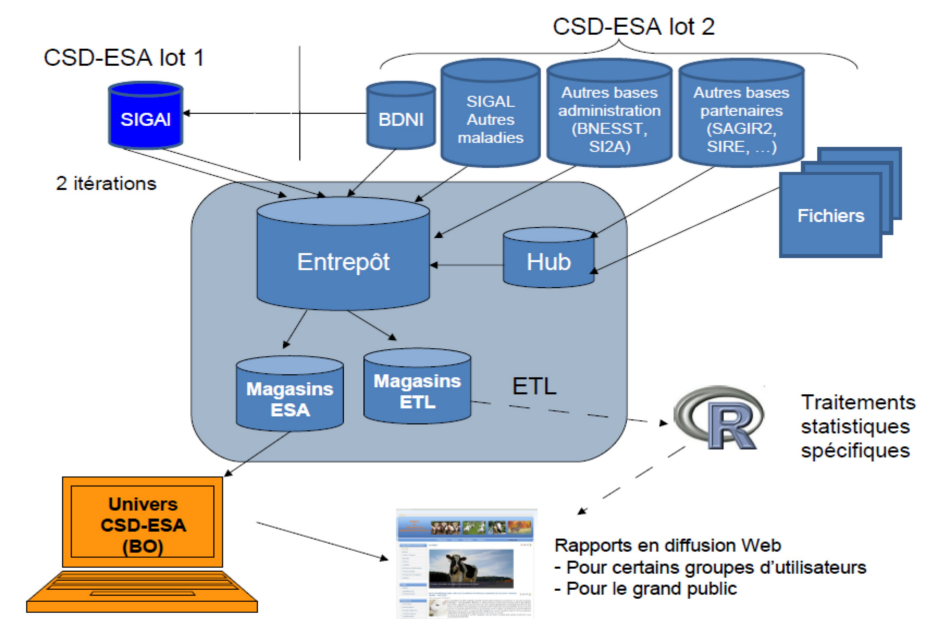 CSD-ESA lot 2
CSD-ESA lot 1
SIGAI
BDNI
SIGAL
Autres
maladies
Autres bases
administration
(BNESST,
SI2A)
Autres bases
partenaires
(SAGIR2,
SIRE, …)
2 itérations
Fichiers
Entrepôt
Hub
Magasins
ESA
Magasins
ETL
ETL
R
Traitements
statistiques
spécifiques
Univers
CSD-ESA
(BO)
Rapports en diffusion Web
- Pour certains groupes d'utilisateurs
- Pour le grand public